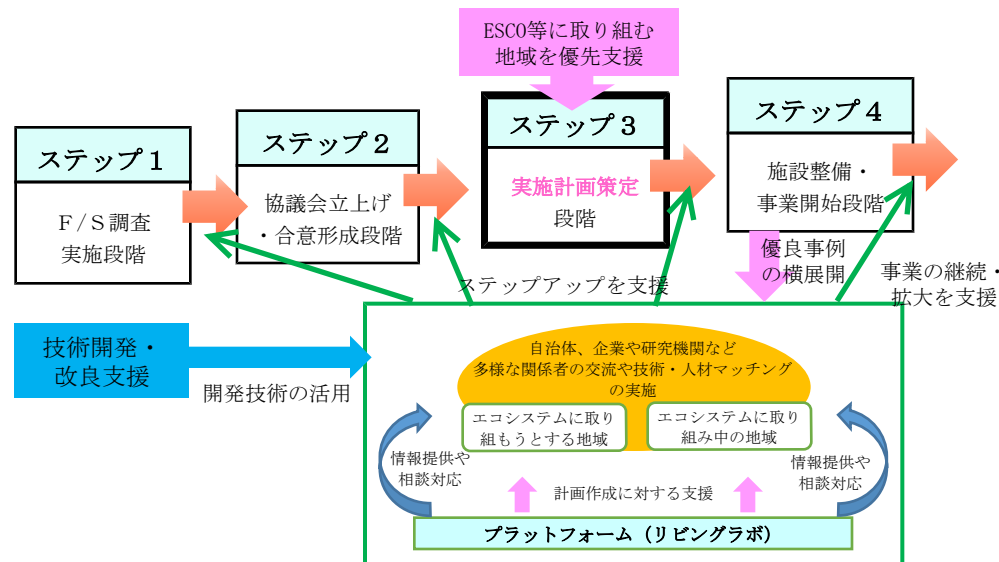 ESCO等に取り組む
地域を優先支援
ステップ１
F/S調査
実施段階
ステップ２
協議会立上げ
・合意形成段階
ステップ３
実施計画策定
段階
ステップ４
施設整備・
事業開始段階
優良事例
の横展開
事業の継続・
拡大を支援
ステップアップを支援
技術開発・
改良支援
開発技術の活用
自治体、企業や研究機関など
多様な関係者の交流や技術・人材マッチング
の実施
エコシステムに取り
組もうとする地域
エコシステムに取り
組み中の地域
情報提供や
相談対応
計画作成に対する支援
情報提供や
相談対応
プラットフォーム（リビングラボ）